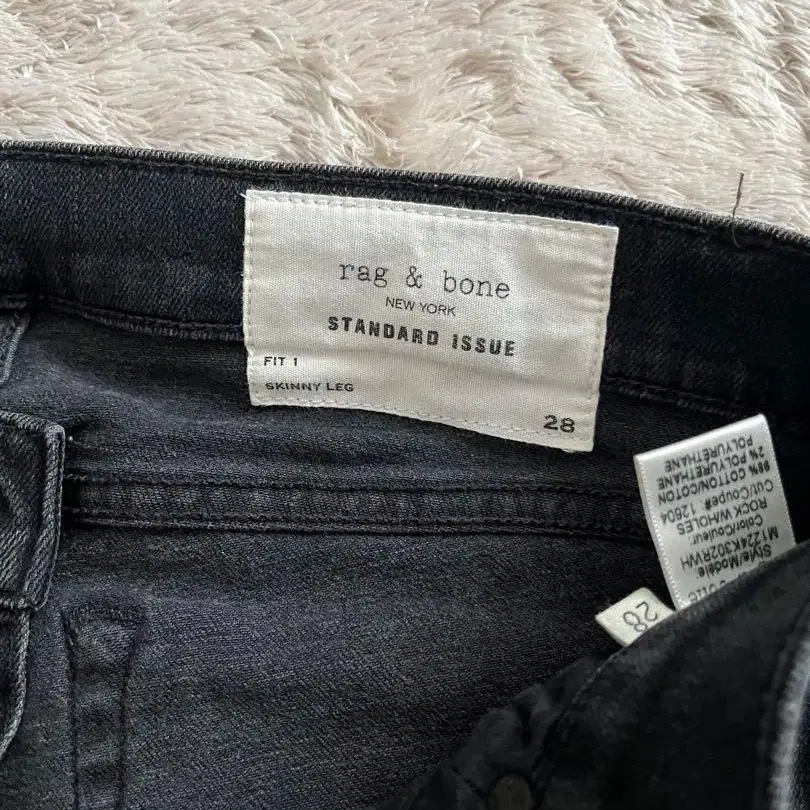 rag & bone
NEW YORK
STANDARD ISSUE
FIT 1
SKINNY LEG
28
Style/Modèle:
M1224K302RWH
Color/Couleur:
ROCK W/HOLES
Cut/Coupe# 12604
98% COTTON/COTON
2% POLYURETHANE
POLYURETHANE
28